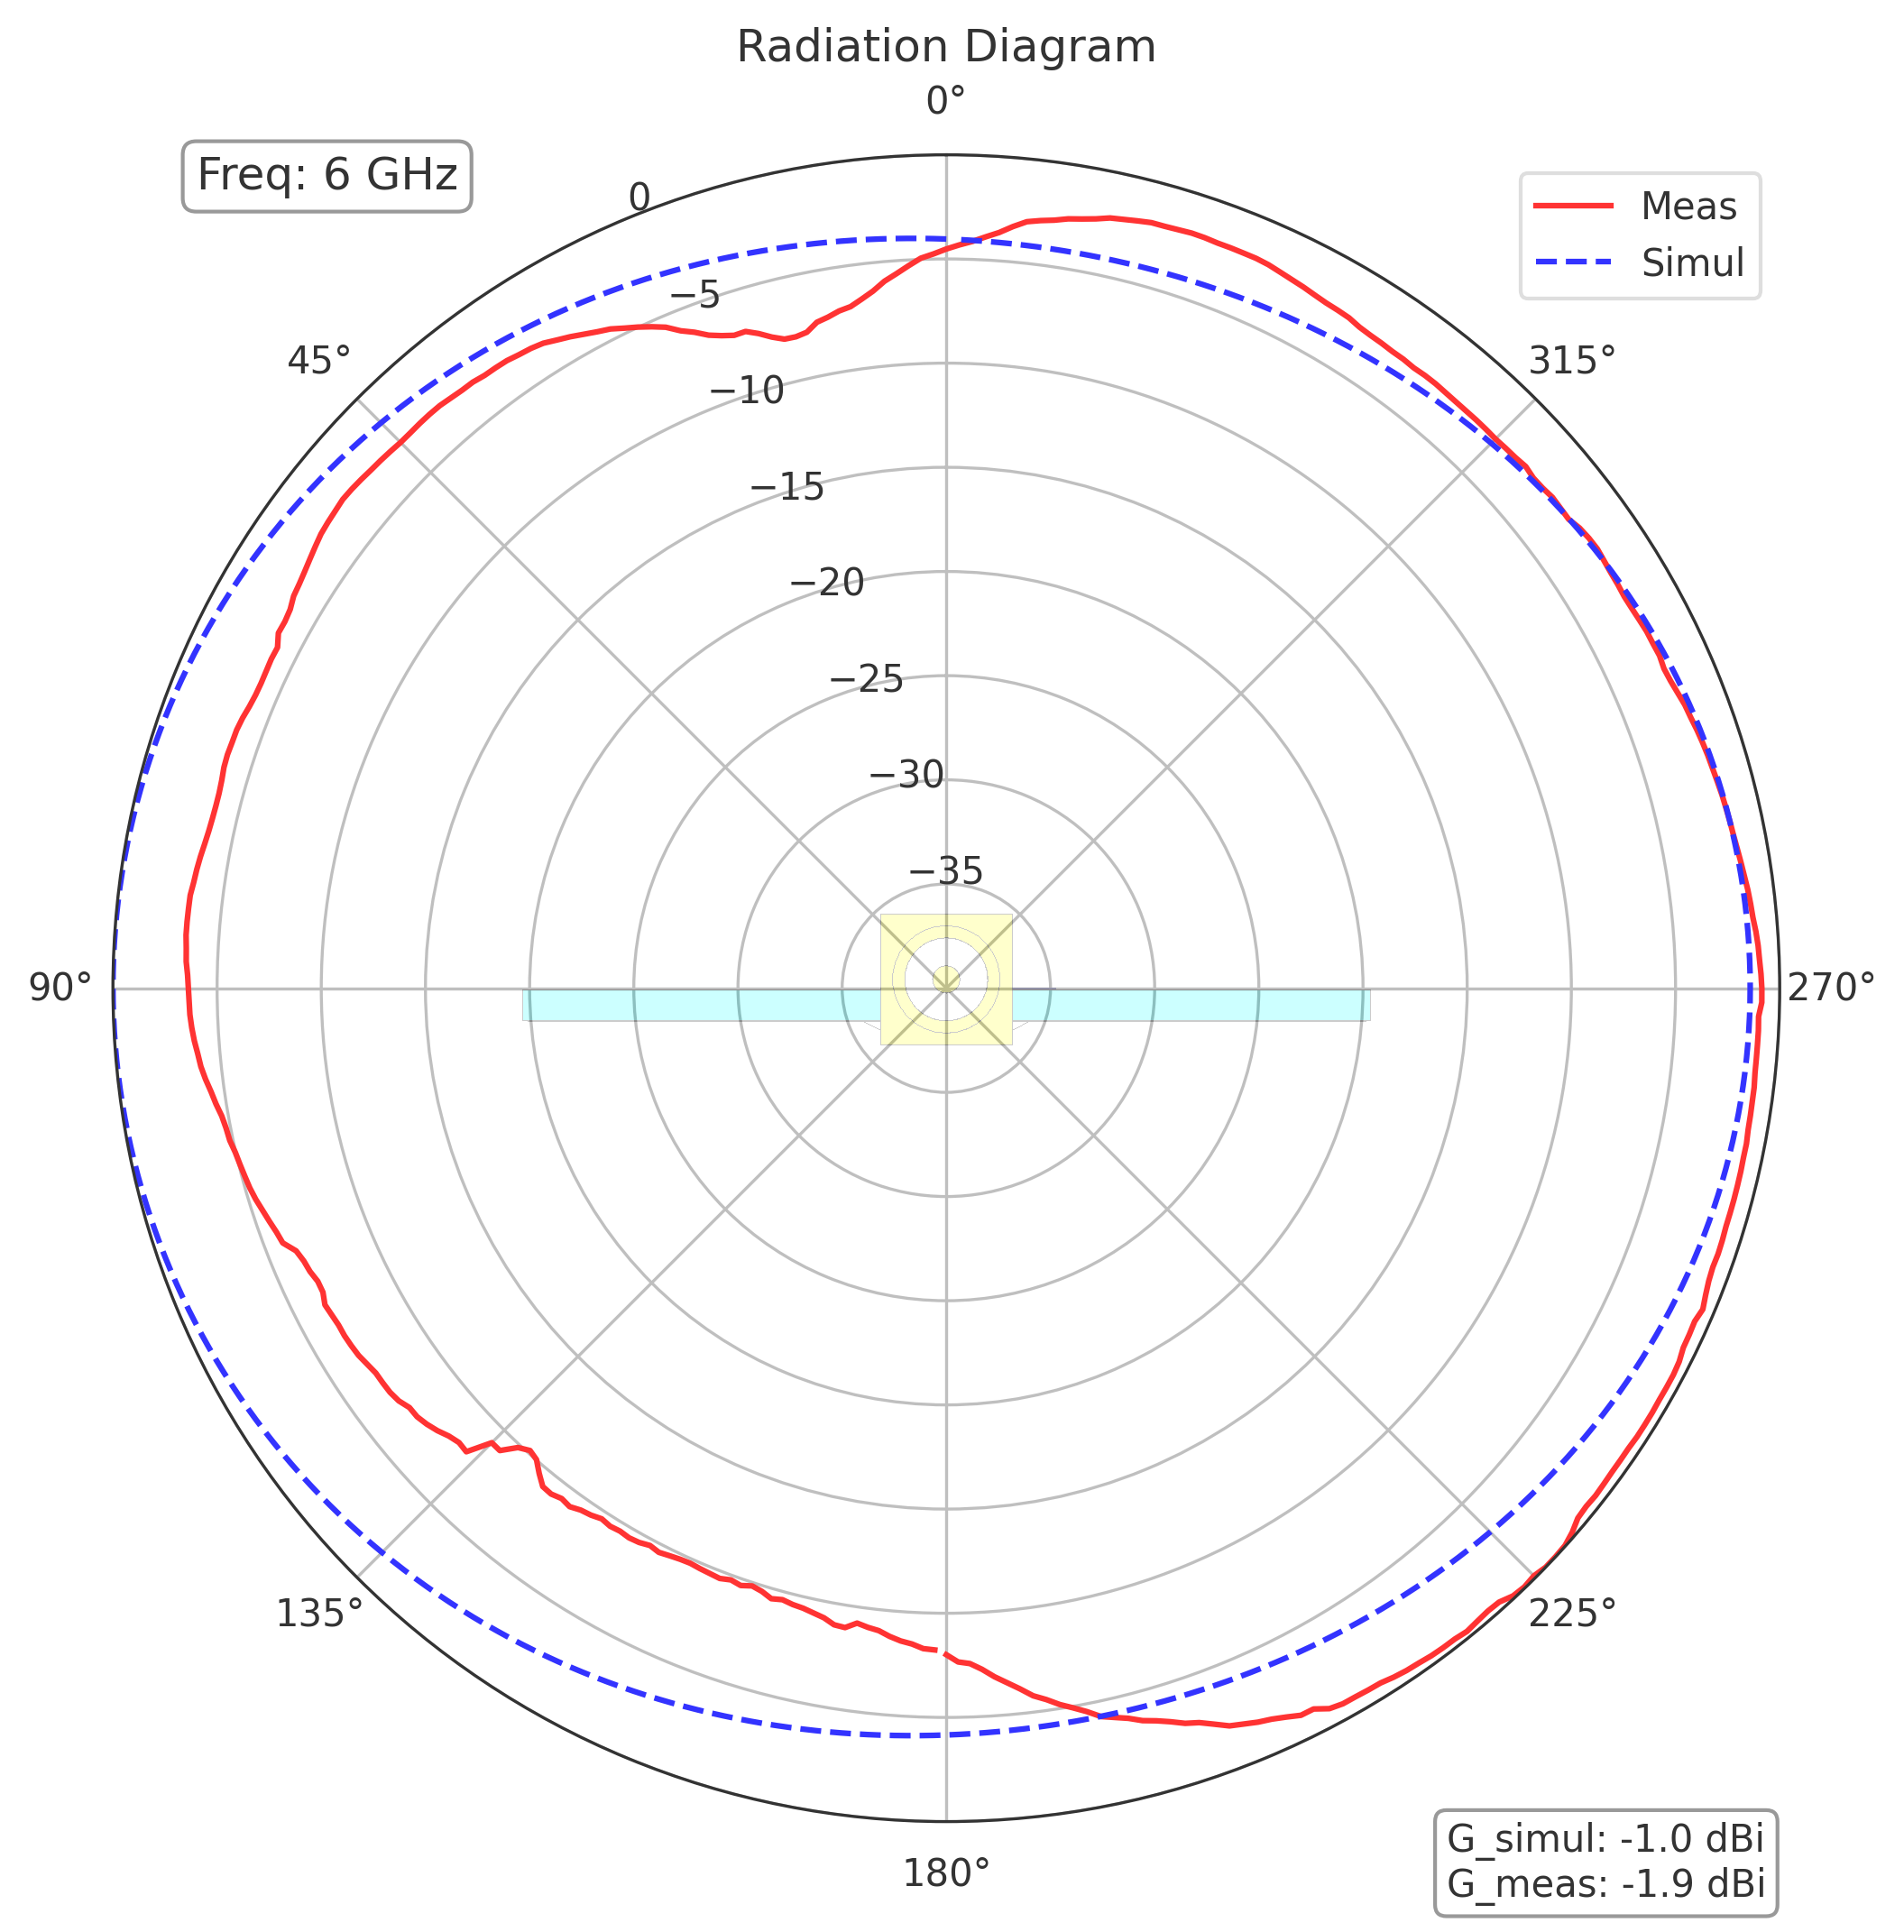 Radiation Diagram
0°
Freq: 6 GHz
Meas
Simul
0
−5
−10
−15
−20
−25
−30
−35
45°
315°
90°
270°
135°
225°
180°
G_simul: -1.0 dBi
G_meas: -1.9 dBi